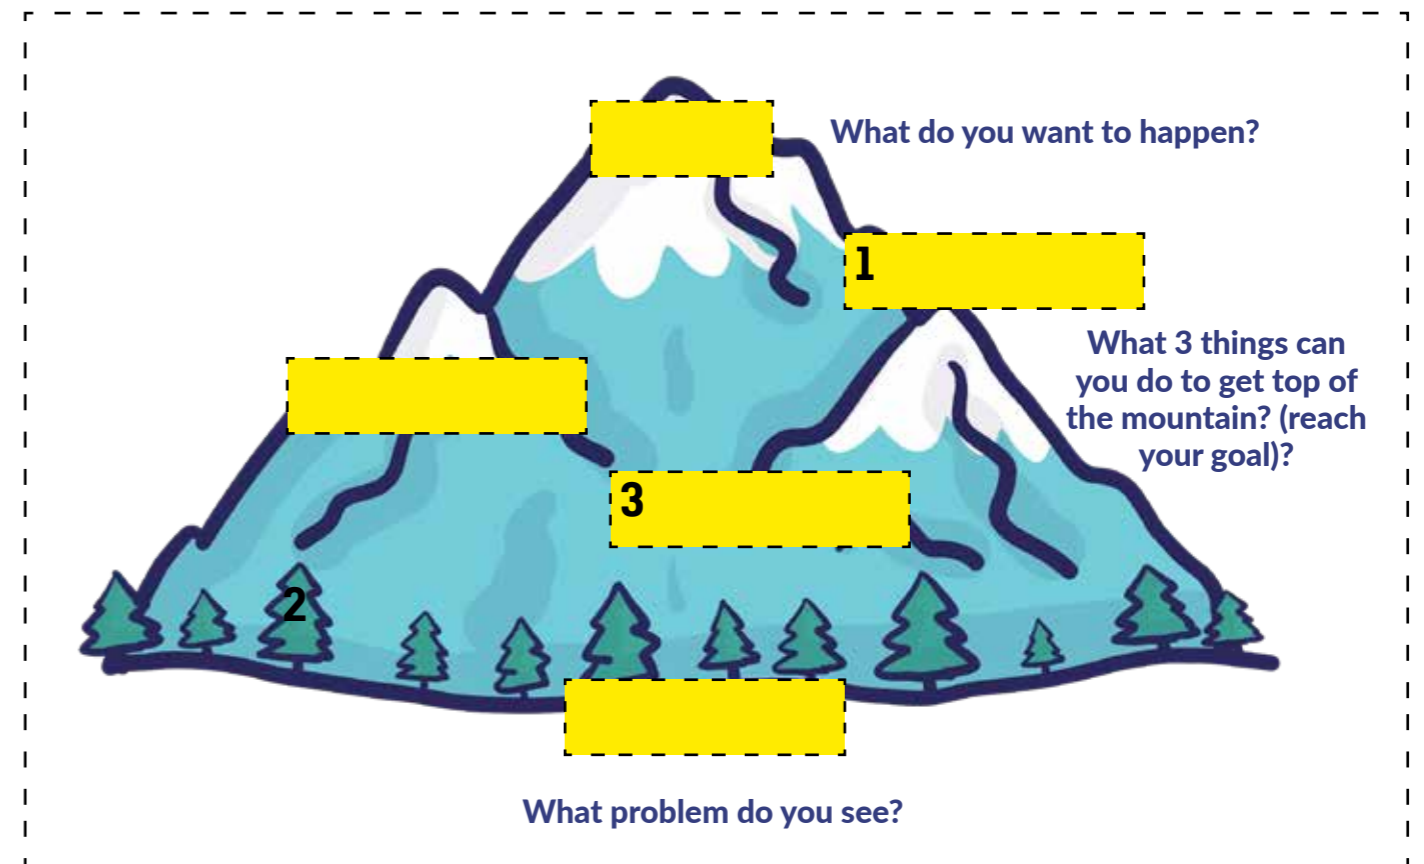 What do you want to happen?
1
What 3 things can
you do to get top of
the mountain? (reach
your goal)?
3
2
What problem do you see?